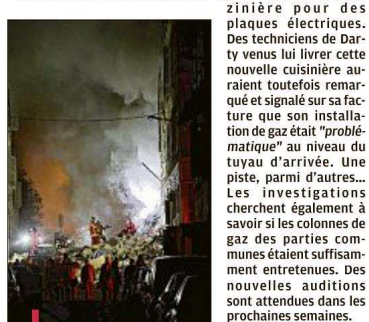 zinière pour des
plaques électriques.
Des techniciens de Dar-
ty venus lui livrer cette
nouvelle cuisinière au-
raient toutefois remar-
qué et signalé sur sa fac-
ture que son installa-
tion de gaz était "problé-
matique" au niveau du
tuyau d'arrivée. Une
piste, parmi d'autres...
Les investigations
cherchent également à
savoir si les colonnes de
gaz des parties com-
munes étaient suffisam-
ment entretenues. Des
nouvelles auditions
sont attendues dans les
prochaines semaines.